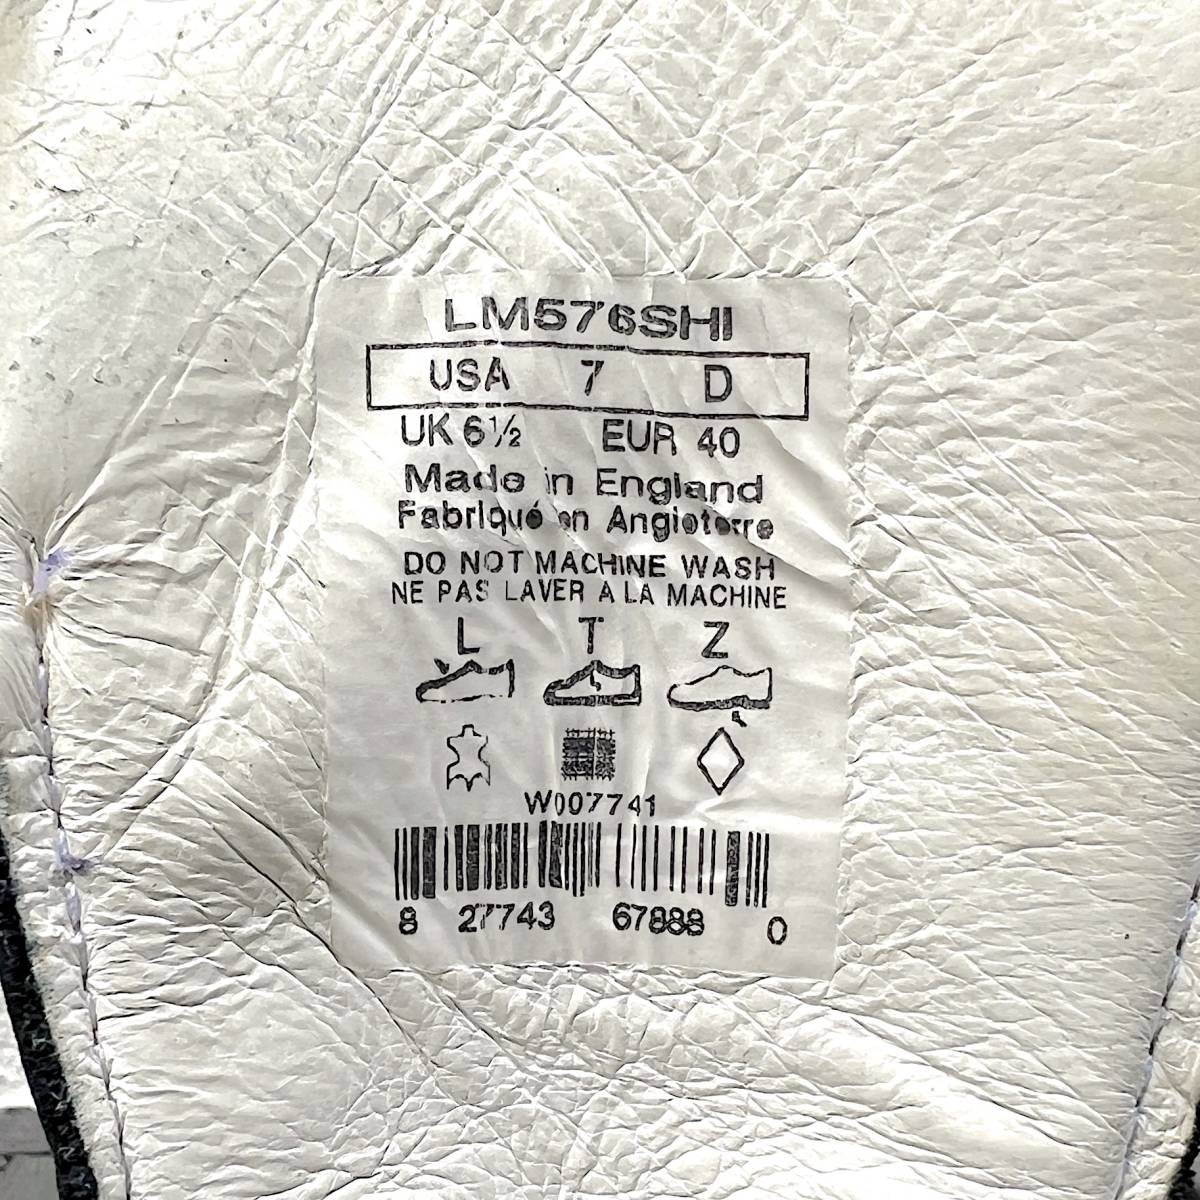 LM576SHI
USA 7 D
UK 6½ EUR 40
Made in England
Fabriqué en Angleterre
DO NOT MACHINE WASH
NE PAS LAVER A LA MACHINE
L T Z
W007741
8 27743 67888 0